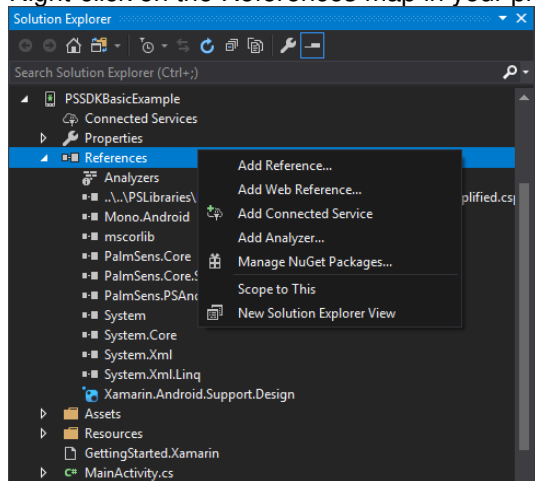 Solution Explorer
Search Solution Explorer (Ctrl+;)
PSSDKBasicExample
Connected Services
Properties
References
Analyzers
..\..\PSLibraries\
plified.csp
Mono.Android
mscorlib
PalmSens.Core
PalmSens.Core.S
PalmSens.PSAnd
System
System.Core
System.Xml
System.Xml.Linq
Xamarin.Android.Support.Design
Assets
Resources
GettingStarted.Xamarin
C# MainActivity.cs
Add Reference...
Add Web Reference...
Add Connected Service
Add Analyzer...
Manage NuGet Packages...
Scope to This
New Solution Explorer View